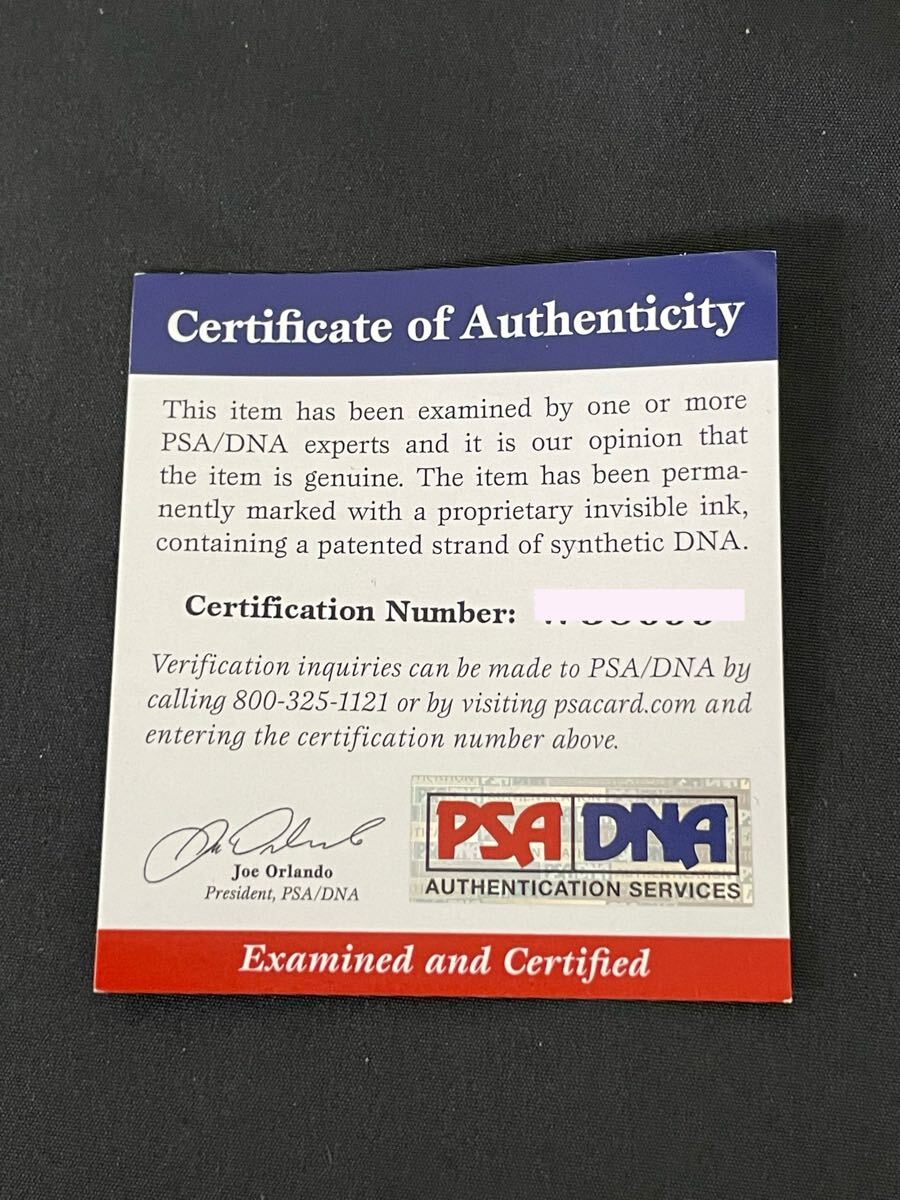 Certificate of Authenticity
This item has been examined by one or more
PSA/DNA experts and it is our opinion that
the item is genuine. The item has been perma-
nently marked with a proprietary invisible ink,
containing a patented strand of synthetic DNA.
Certification Number:
Verification inquiries can be made to PSA/DNA by
calling 800-325-1121 or by visiting psacard.com and
entering the certification number above.
Joe Orlando
President, PSA/DNA
PSA DNA
AUTHENTICATION SERVICES
Examined and Certified